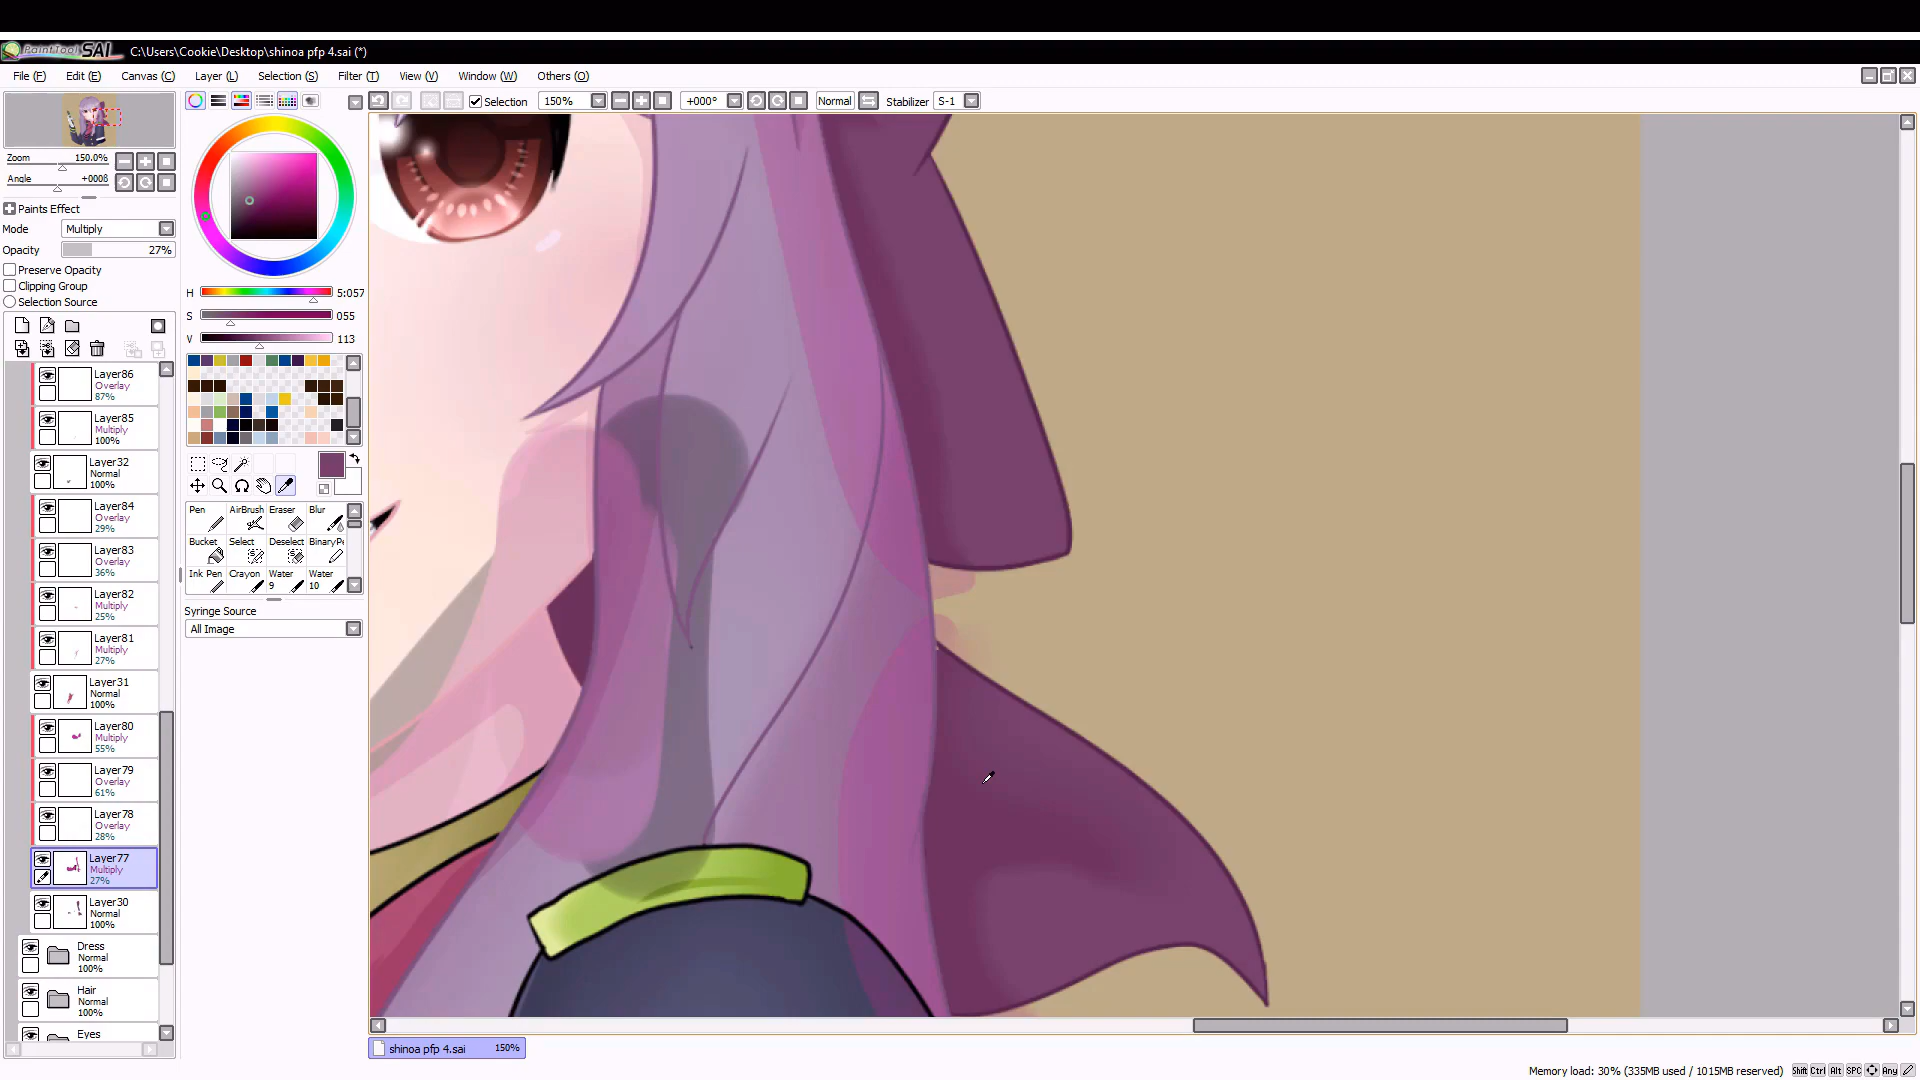 PaintTool SAI C:\Users\Cookie\Desktop\shinoa pfp 4.sai (*)
File (F) Edit (E) Canvas (C) Layer (L) Selection (S) Filter (T) View (V) Window (W) Others (O)
Selection 150% +000° Normal Stabilizer S-1
Zoom 150.0%
Angle +000ß
Paints Effect
Mode Multiply
Opacity 27%
Preserve Opacity
Clipping Group
Selection Source
H 5:057
S 055
V 113
Layer86
Overlay
87%
Layer85
Multiply
100%
Layer32
Normal
100%
Layer84
Overlay
29%
Layer83
Overlay
36%
Layer82
Multiply
25%
Layer81
Multiply
27%
Layer31
Normal
100%
Layer80
Multiply
55%
Layer79
Overlay
61%
Layer78
Overlay
28%
Layer77
Multiply
27%
Layer30
Normal
100%
Dress
Normal
100%
Hair
Normal
100%
Eyes
Pen AirBrush Eraser Blur
Bucket Select Deselect BinaryPe
Ink Pen Crayon Water 9 Water 10
Syringe Source
All Image
shinoa pfp 4.sai 150%
Memory load: 30% (335MB used / 1015MB reserved) Shift Ctrl Alt SPC Any